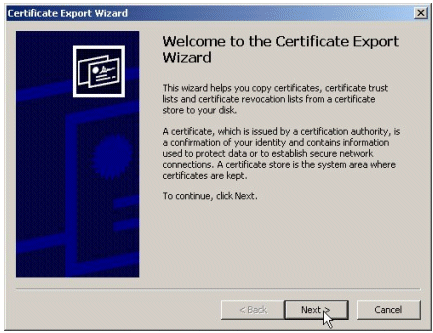 Certificate Export Wizard
Welcome to the Certificate Export
Wizard
This wizard helps you copy certificates, certificate trust
lists and certificate revocation lists from a certificate
store to your disk.
A certificate, which is issued by a certification authority, is
a confirmation of your identity and contains information
used to protect data or to establish secure network
connections. A certificate store is the system area where
certificates are kept.
To continue, click Next.
< Back
Next >
Cancel